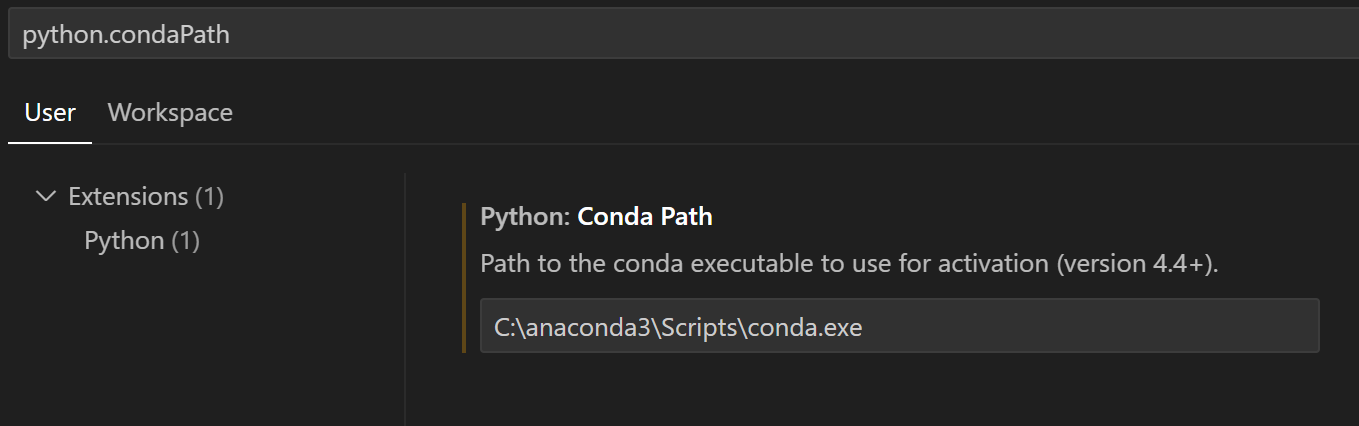 python.condaPath
User Workspace
Extensions (1)
Python (1)
Python: Conda Path
Path to the conda executable to use for activation (version 4.4+).
C:\anaconda3\Scripts\conda.exe